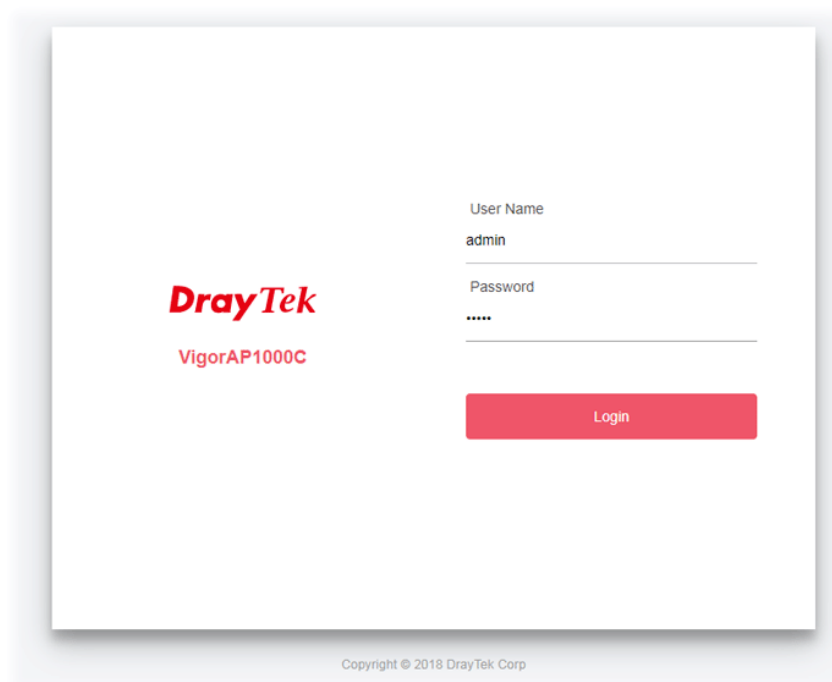 User Name
admin
Password
•••••
DrayTek
VigorAP1000C
Login
Copyright © 2018 DrayTek Corp